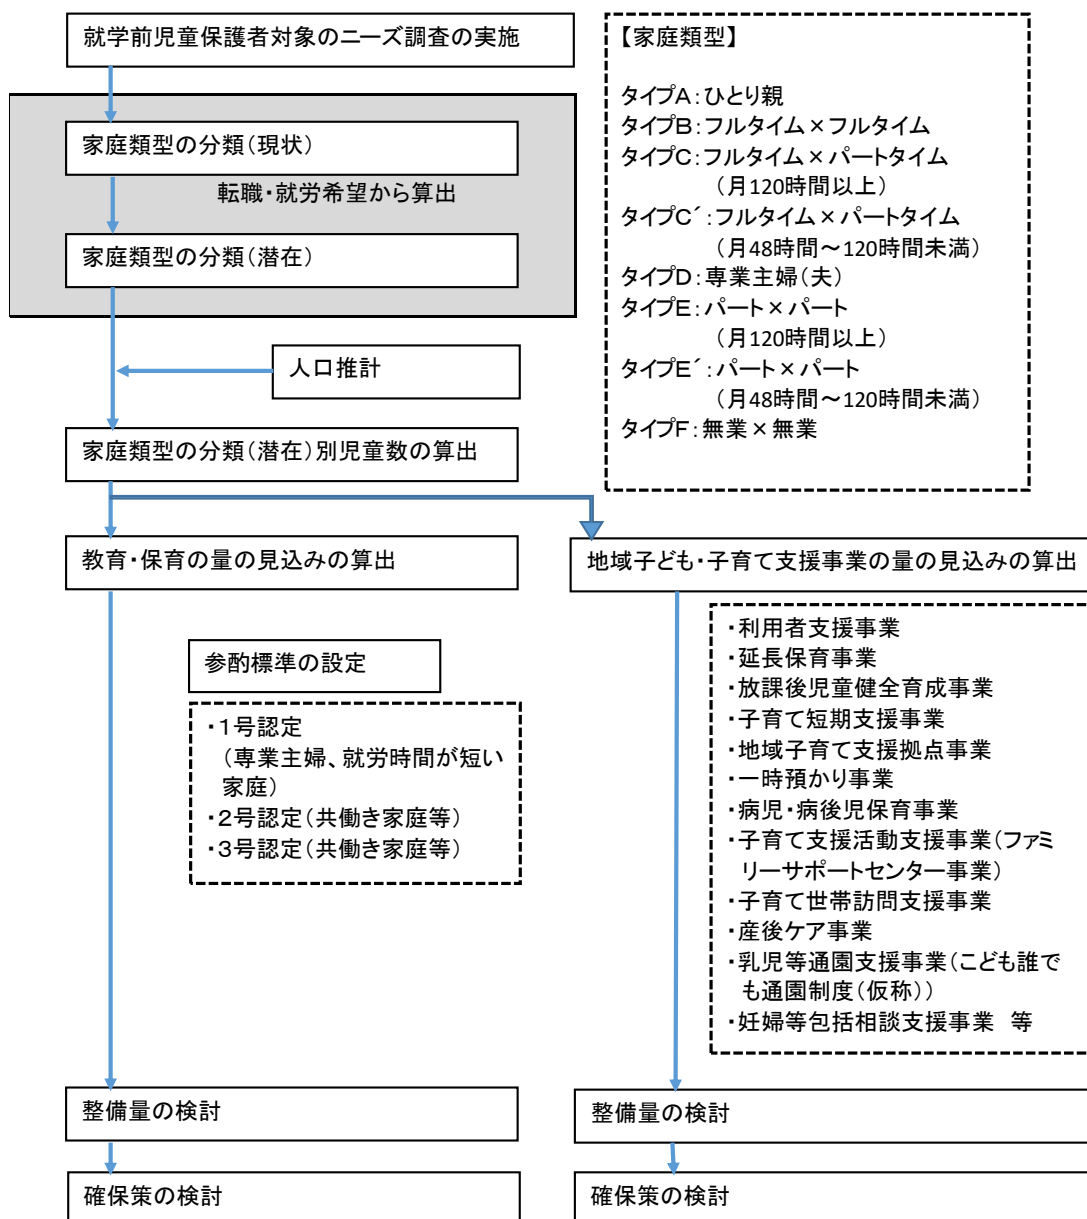 就学前児童保護者対象のニーズ調査の実施
家庭類型の分類(現状)
転職・就労希望から算出
家庭類型の分類(潜在)
人口推計
家庭類型の分類(潜在)別児童数の算出
【家庭類型】
タイプA:ひとり親
タイプB:フルタイム×フルタイム
タイプC:フルタイム×パートタイム
(月120時間以上)
タイプC´:フルタイム×パートタイム
(月48時間～120時間未満)
タイプD:専業主婦(夫)
タイプE:パート×パート
(月120時間以上)
タイプE´:パート×パート
(月48時間～120時間未満)
タイプF:無業×無業
教育・保育の量の見込みの算出
参酌標準の設定
・1号認定
(専業主婦、就労時間が短い
家庭)
・2号認定(共働き家庭等)
・3号認定(共働き家庭等)
整備量の検討
確保策の検討
地域子ども・子育て支援事業の量の見込みの算出
・利用者支援事業
・延長保育事業
・放課後児童健全育成事業
・子育て短期支援事業
・地域子育て支援拠点事業
・一時預かり事業
・病児・病後児保育事業
・子育て支援活動支援事業(ファミ
リーサポートセンター事業)
・子育て世帯訪問支援事業
・産後ケア事業
・乳児等通園支援事業(こども誰で
も通園制度(仮称))
・妊婦等包括相談支援事業　等
整備量の検討
確保策の検討